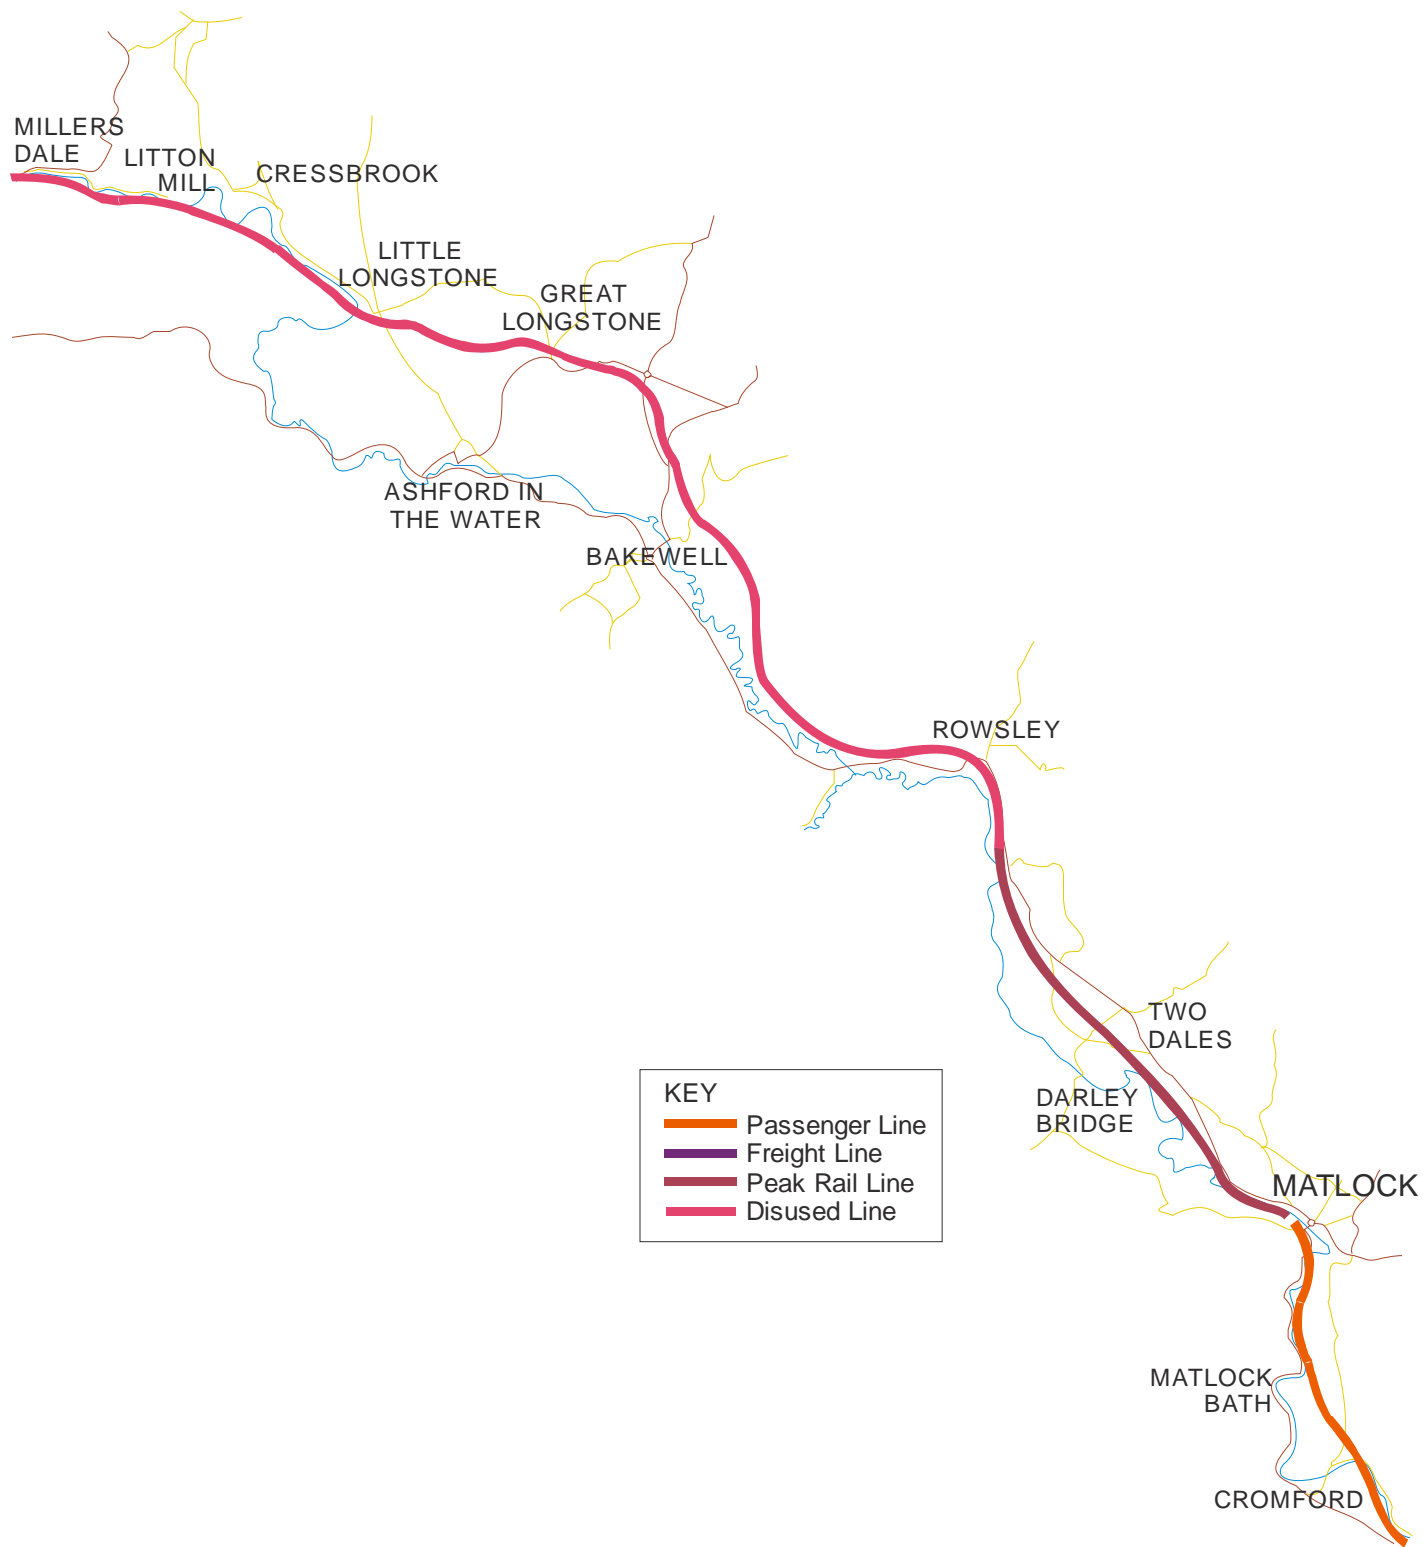 MILLERS
DALE
LITTON
MILL
CRESSBROOK
LITTLE
LONGSTONE
GREAT
LONGSTONE
ASHFORD IN
THE WATER
BAKEWELL
ROWSLEY
TWO
DALES
DARLEY
BRIDGE
KEY
Passenger Line
Freight Line
Peak Rail Line
Disused Line
MATLOCK
MATLOCK
BATH
CROMFORD